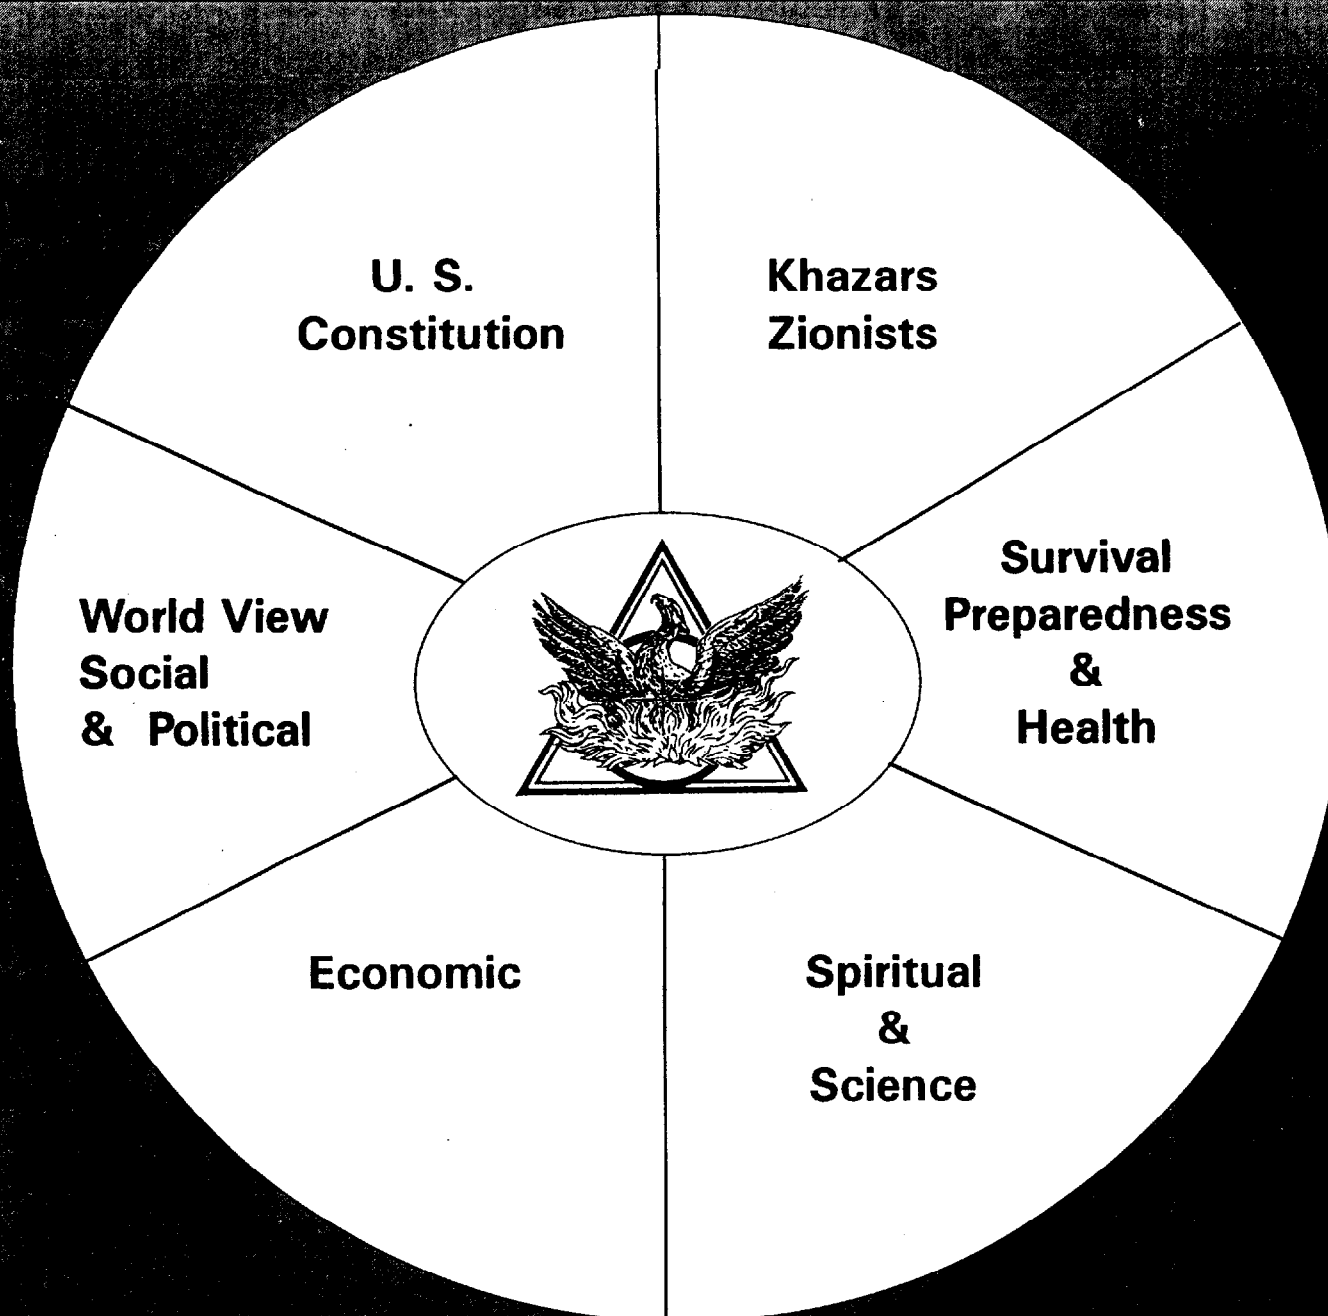 U. S.
Constitution
Khazars
Zionists
Survival
Preparedness
&
Health
World View
Social
& Political
Economic
Spiritual
&
Science